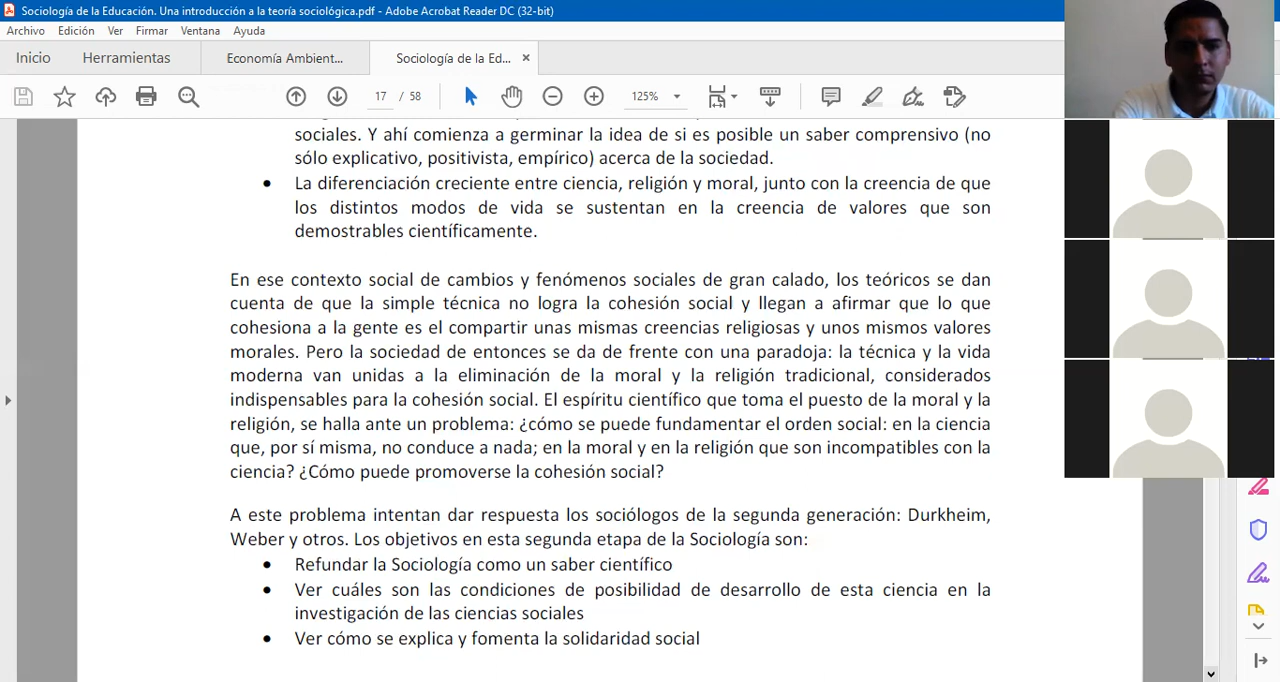 Sociología de la Educación. Una introducción a la teoría sociológica.pdf - Adobe Acrobat Reader DC (32-bit)
Archivo Edición Ver Firmar Ventana Ayuda
Inicio Herramientas Economía Ambient... Sociología de la Ed... ×
17 / 58 125%
sociales. Y ahí comienza a germinar la idea de si es posible un saber comprensivo (no
sólo explicativo, positivista, empírico) acerca de la sociedad.
• La diferenciación creciente entre ciencia, religión y moral, junto con la creencia de que
los distintos modos de vida se sustentan en la creencia de valores que son
demostrables científicamente.
En ese contexto social de cambios y fenómenos sociales de gran calado, los teóricos se dan
cuenta de que la simple técnica no logra la cohesión social y llegan a afirmar que lo que
cohesiona a la gente es el compartir unas mismas creencias religiosas y unos mismos valores
morales. Pero la sociedad de entonces se da de frente con una paradoja: la técnica y la vida
moderna van unidas a la eliminación de la moral y la religión tradicional, considerados
indispensables para la cohesión social. El espíritu científico que toma el puesto de la moral y la
religión, se halla ante un problema: ¿cómo se puede fundamentar el orden social: en la ciencia
que, por sí misma, no conduce a nada; en la moral y en la religión que son incompatibles con la
ciencia? ¿Cómo puede promoverse la cohesión social?
A este problema intentan dar respuesta los sociólogos de la segunda generación: Durkheim,
Weber y otros. Los objetivos en esta segunda etapa de la Sociología son:
• Refundar la Sociología como un saber científico
• Ver cuáles son las condiciones de posibilidad de desarrollo de esta ciencia en la
investigación de las ciencias sociales
• Ver cómo se explica y fomenta la solidaridad social